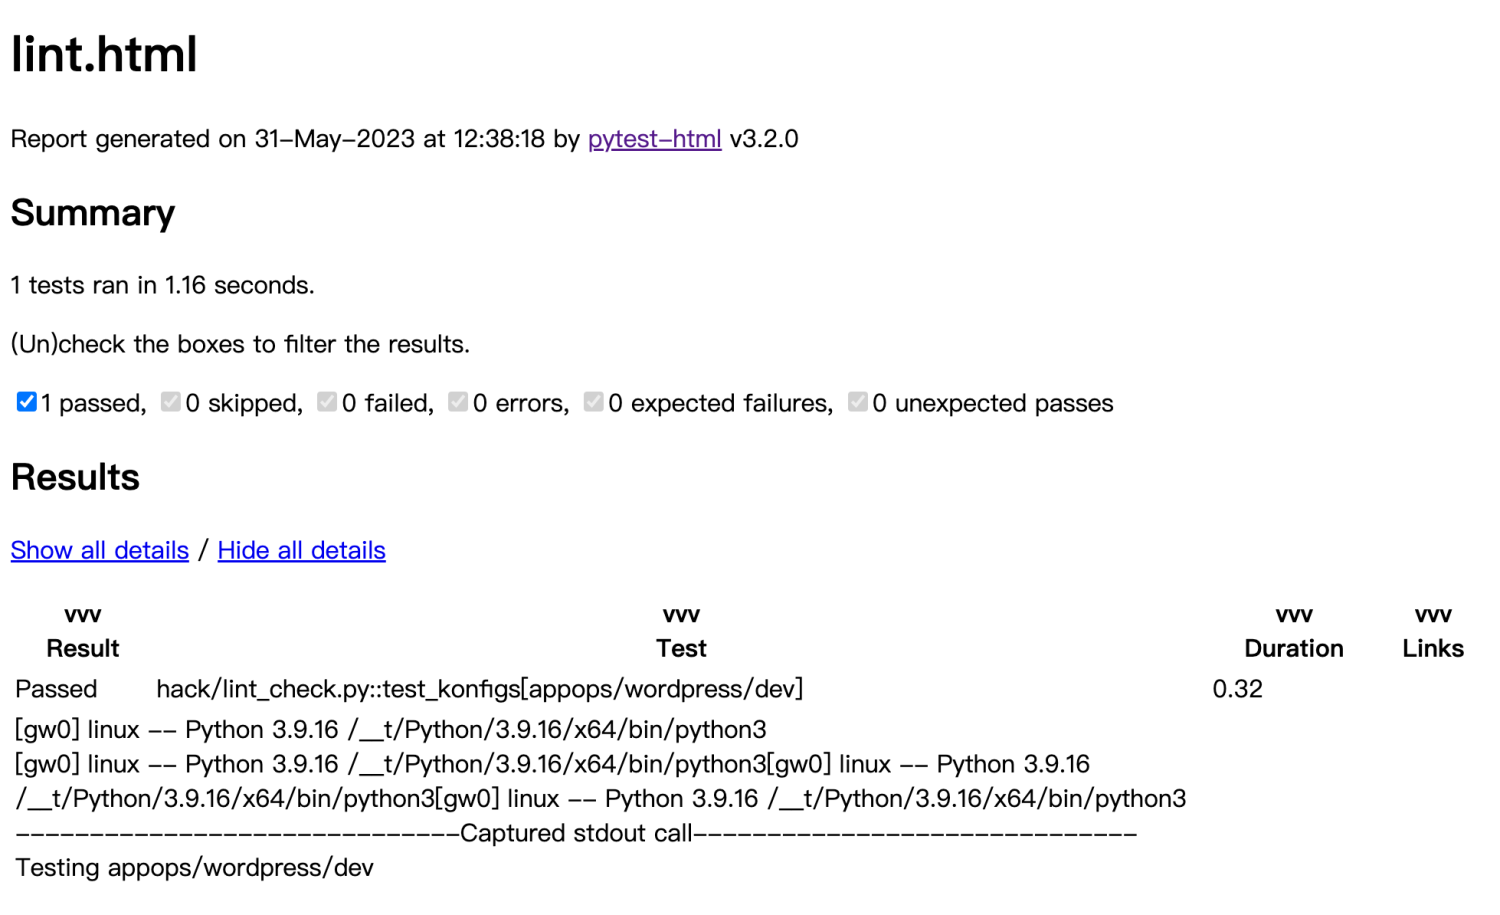 lint.html
Report generated on 31-May-2023 at 12:38:18 by pytest-html v3.2.0
Summary
1 tests ran in 1.16 seconds.
(Un)check the boxes to filter the results.
1 passed, 0 skipped, 0 failed, 0 errors, 0 expected failures, 0 unexpected passes
Results
Show all details / Hide all details
vvv vvv vvv vvv
Result Test Duration Links
Passed hack/lint_check.py::test_konfigs[appops/wordpress/dev] 0.32
[gw0] linux -- Python 3.9.16 /__t/Python/3.9.16/x64/bin/python3
[gw0] linux -- Python 3.9.16 /__t/Python/3.9.16/x64/bin/python3[gw0] linux -- Python 3.9.16
/__t/Python/3.9.16/x64/bin/python3[gw0] linux -- Python 3.9.16 /__t/Python/3.9.16/x64/bin/python3
------------------------------Captured stdout call------------------------------
Testing appops/wordpress/dev